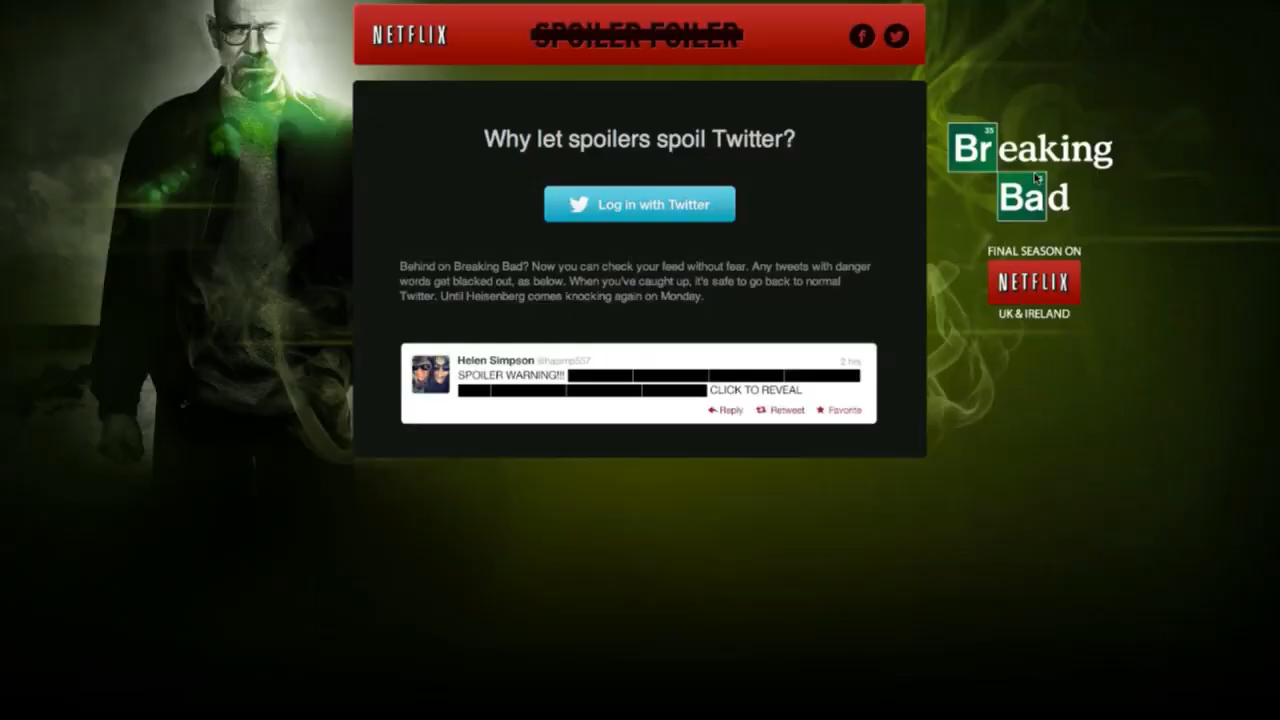 NETFLIX
SPOILER FOILER
Why let spoilers spoil Twitter?
Log in with Twitter
Behind on Breaking Bad? Now you can check your feed without fear. Any tweets with danger
words get blacked out, as below. When you've caught up, it's safe to go back to normal
Twitter. Until Heisenberg comes knocking again on Monday.
Helen Simpson 2 hrs
SPOILER WARNING!!!
CLICK TO REVEAL
Reply Retweet Favorite
35
Breaking
Bad
FINAL SEASON ON
NETFLIX
UK & IRELAND